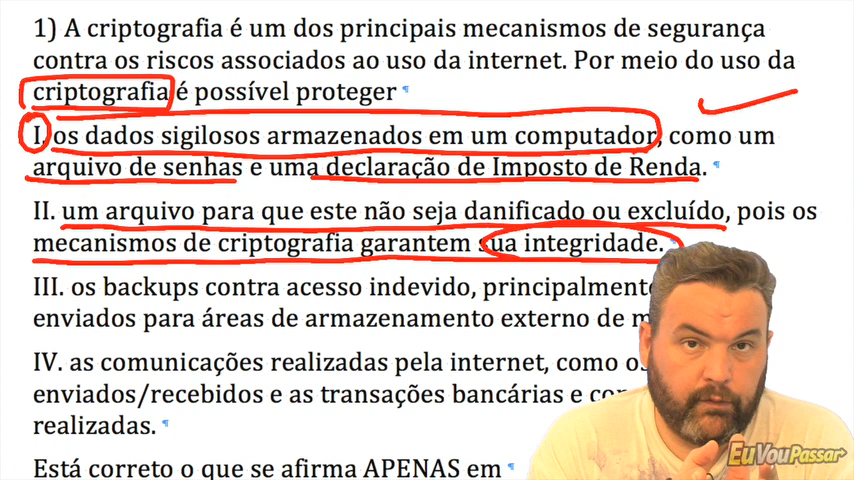 1) A criptografia é um dos principais mecanismos de segurança
contra os riscos associados ao uso da internet. Por meio do uso da
criptografia é possível proteger
I. os dados sigilosos armazenados em um computador, como um
arquivo de senhas e uma declaração de Imposto de Renda.
II. um arquivo para que este não seja danificado ou excluído, pois os
mecanismos de criptografia garantem sua integridade.
III. os backups contra acesso indevido, principalmente
enviados para áreas de armazenamento externo de
IV. as comunicações realizadas pela internet, como os
enviados/recebidos e as transações bancárias e
realizadas.
Está correto o que se afirma APENAS em
EuVouPassar